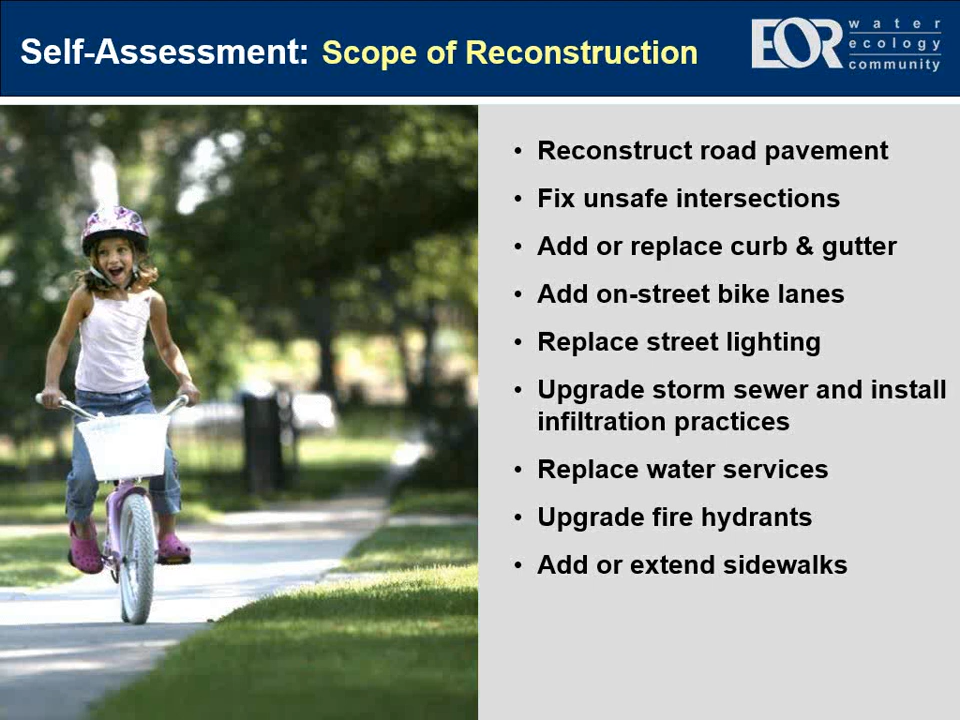 Self-Assessment: Scope of Reconstruction
EOR
water
ecology
community
• Reconstruct road pavement
• Fix unsafe intersections
• Add or replace curb & gutter
• Add on-street bike lanes
• Replace street lighting
• Upgrade storm sewer and install
infiltration practices
• Replace water services
• Upgrade fire hydrants
• Add or extend sidewalks